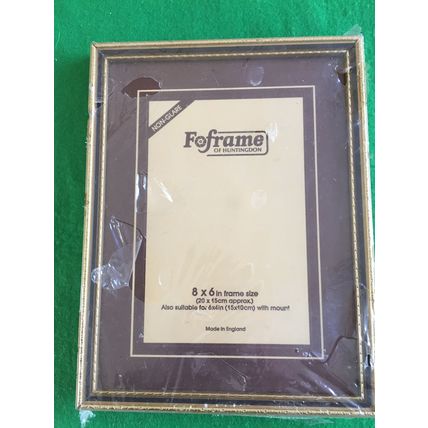 NON-GLARE
Foframe
OF HUNTINGDON
8 x 6 in frame size
(20 x 15cm approx.)
Also suitable for 6x4in (15x10cm) with mount
Made in England